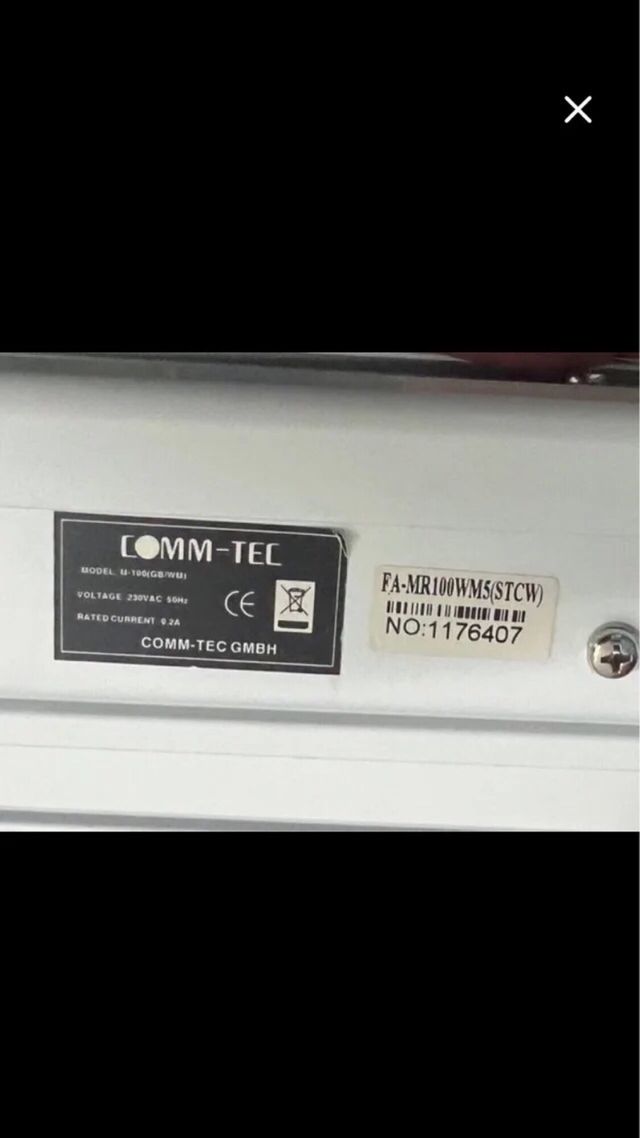 COMM-TEC
MODEL M-100(GB/WM)
VOLTAGE 230VAC 50Hz
RATED CURRENT 0.2A
CE
COMM-TEC GMBH
FA-MR100WM5(STCW)
NO:1176407